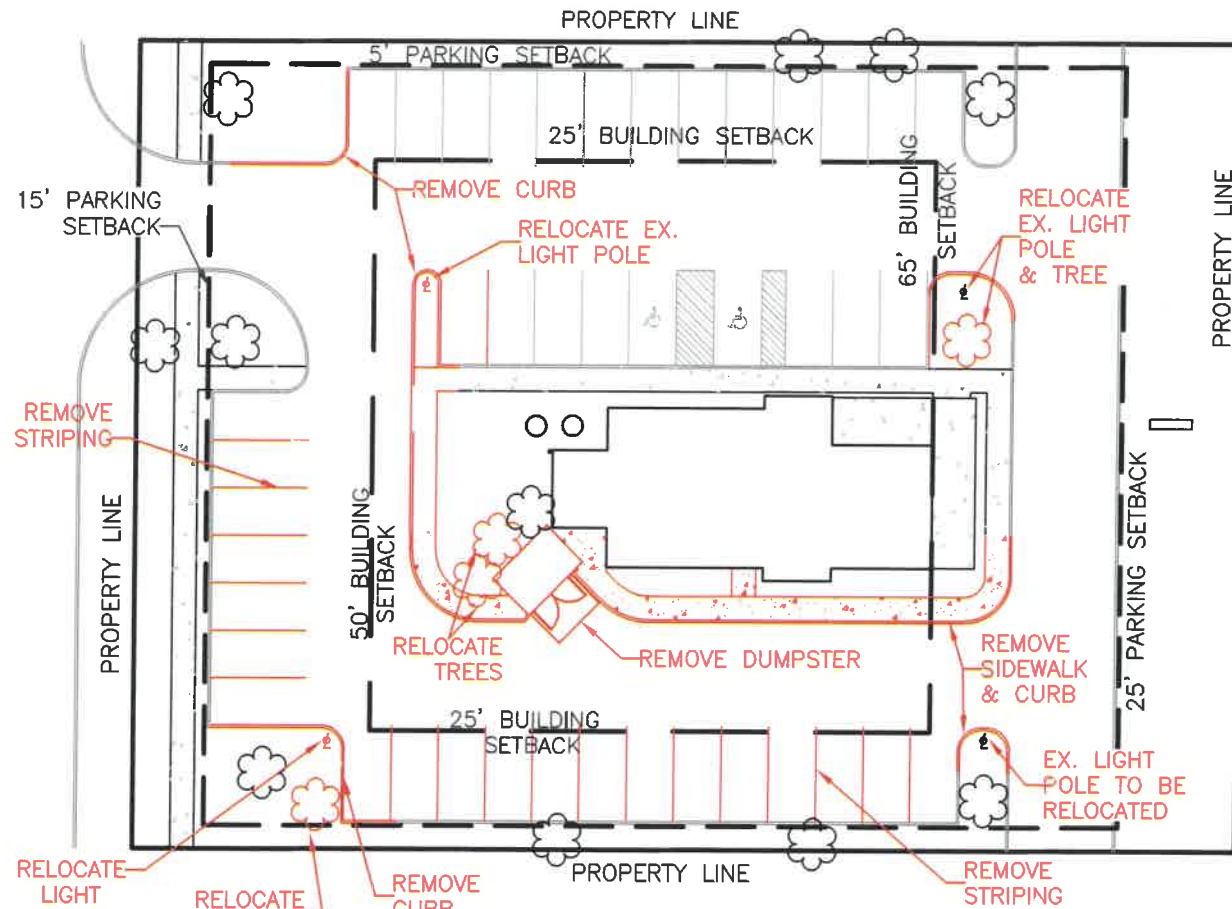 PROPERTY LINE
5' PARKING SETBACK
25' BUILDING SETBACK
REMOVE CURB
15' PARKING
SETBACK
RELOCATE EX.
LIGHT POLE
65' BUILDING
SETBACK
RELOCATE
EX. LIGHT
POLE
& TREE
PROPERTY LINE
REMOVE
STRIPING
PROPERTY LINE
50' BUILDING
SETBACK
25' PARKING SETBACK
RELOCATE
TREES
REMOVE DUMPSTER
REMOVE
SIDEWALK
& CURB
25' BUILDING
SETBACK
EX. LIGHT
POLE TO BE
RELOCATED
RELOCATE
LIGHT
RELOCATE
REMOVE
CURB
PROPERTY LINE
REMOVE
STRIPING